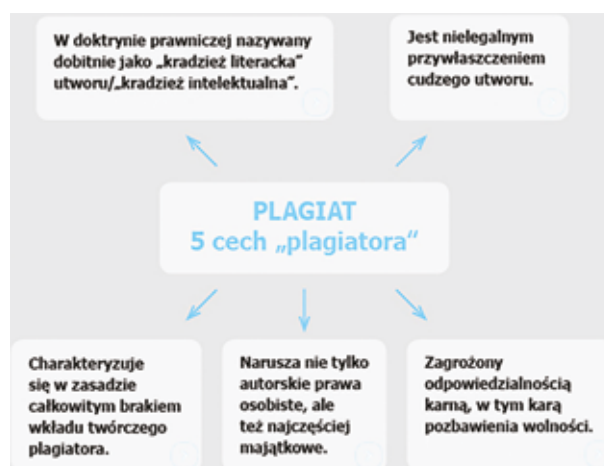 W doktrynie prawniczej nazywany
dobitnie jako „kradzież literacka”
utworu/„kradzież intelektualna”.
Jest nielegalnym
przywłaszczeniem
cudzego utworu.
PLAGIAT
5 cech „plagiatora“
Charakteryzuje
się w zasadzie
całkowitym brakiem
wkładu twórczego
plagiatora.
Narusza nie tylko
autorskie prawa
osobiste, ale
też najczęściej
majątkowe.
Zagrożony
odpowiedzialnością
karną, w tym karą
pozbawienia wolności.